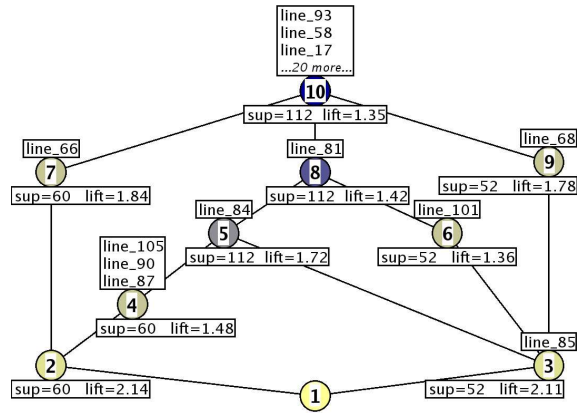 line_93
line_58
line_17
...20 more...
10
sup=112 lift=1.35
line_66
line_81
line_68
7
8
9
sup=60 lift=1.84
sup=112 lift=1.42
sup=52 lift=1.78
line_84
line_101
5
6
line_105
line_90
line_87
sup=112 lift=1.72
sup=52 lift=1.36
4
sup=60 lift=1.48
line_85
2
3
sup=60 lift=2.14
1
sup=52 lift=2.11